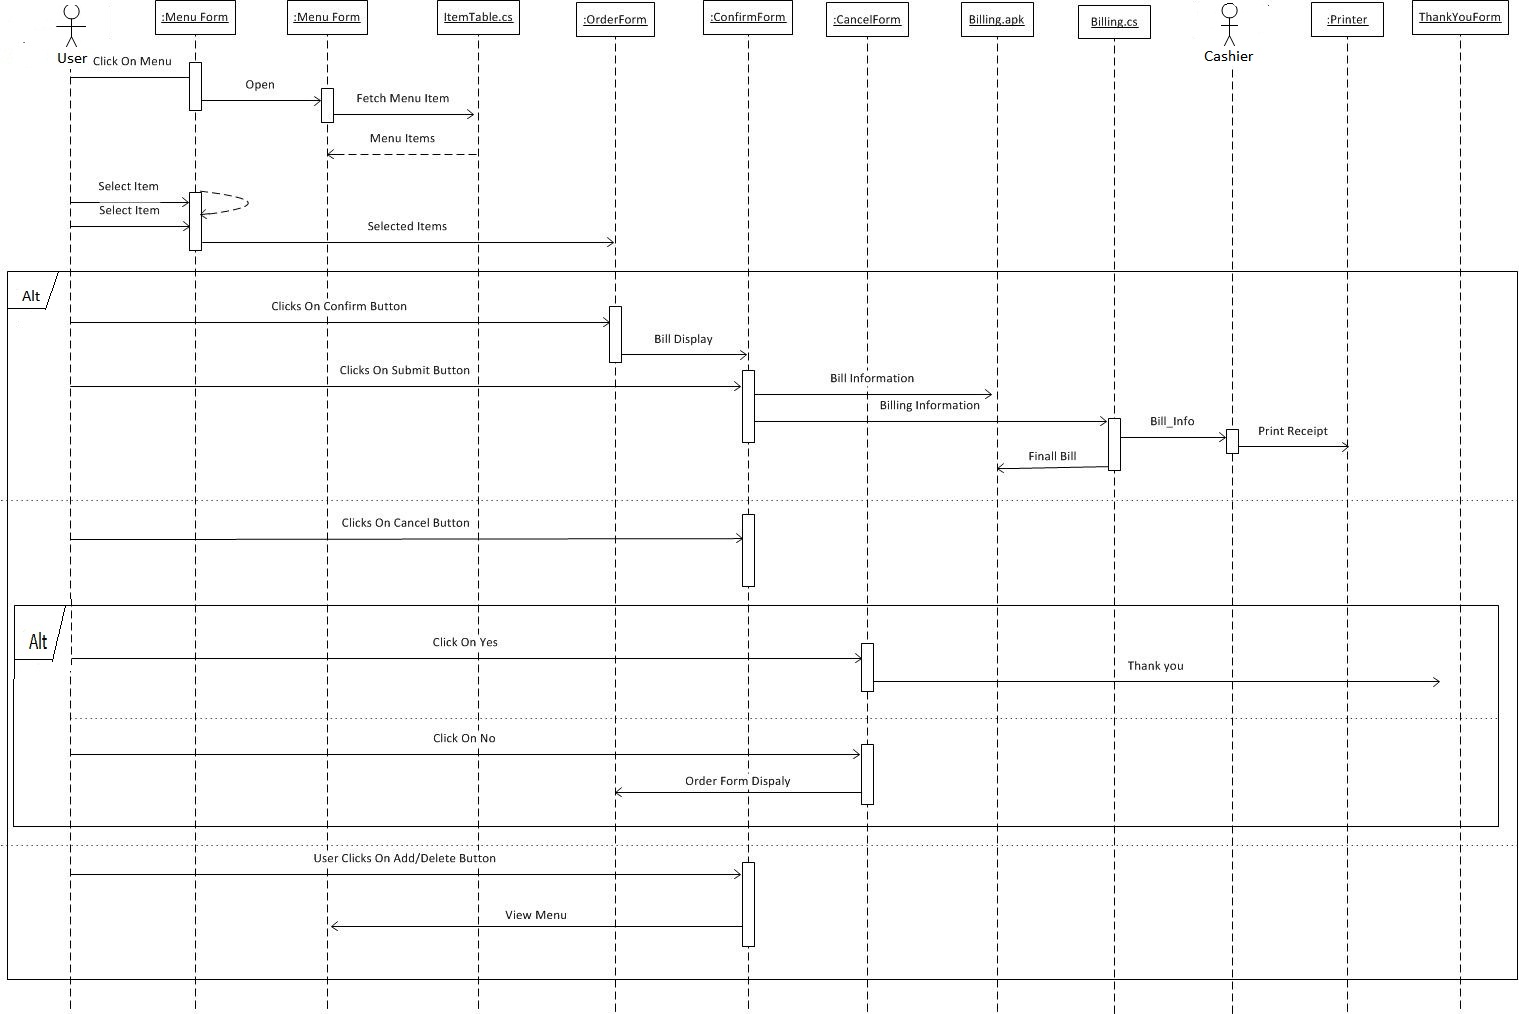 :Menu Form
:Menu Form
ItemTable.cs
:OrderForm
:ConfirmForm
:CancelForm
Billing.apk
Billing.cs
:Printer
ThankYouForm
User
Cashier
Click On Menu
Open
Fetch Menu Item
Menu Items
Select Item
Select Item
Selected Items
Alt
Clicks On Confirm Button
Bill Display
Clicks On Submit Button
Bill Information
Billing Information
Bill_Info
Print Receipt
Finall Bill
Clicks On Cancel Button
Alt
Click On Yes
Thank you
Click On No
Order Form Dispaly
User Clicks On Add/Delete Button
View Menu